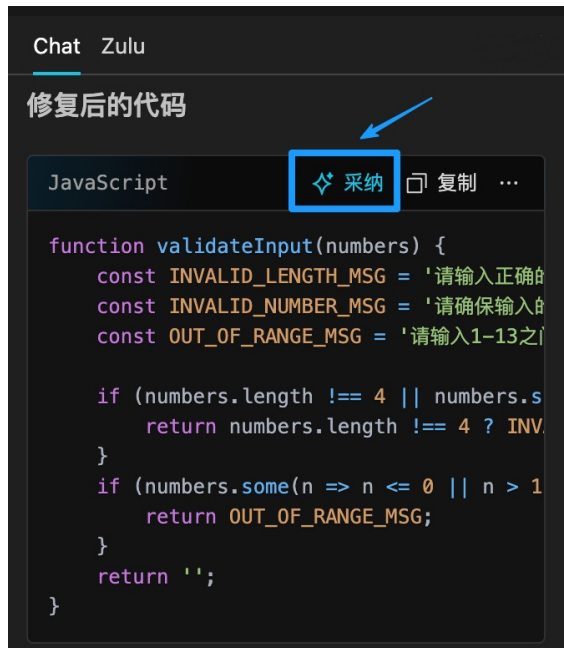 Chat Zulu
修复后的代码
JavaScript 采纳 复制 ···
function validateInput(numbers) {
    const INVALID_LENGTH_MSG = '请输入正确的
    const INVALID_NUMBER_MSG = '请确保输入的
    const OUT_OF_RANGE_MSG = '请输入1-13之间
    if (numbers.length !== 4 || numbers.s
        return numbers.length !== 4 ? INV
    }
    if (numbers.some(n => n <= 0 || n > 1
        return OUT_OF_RANGE_MSG;
    }
    return '';
}